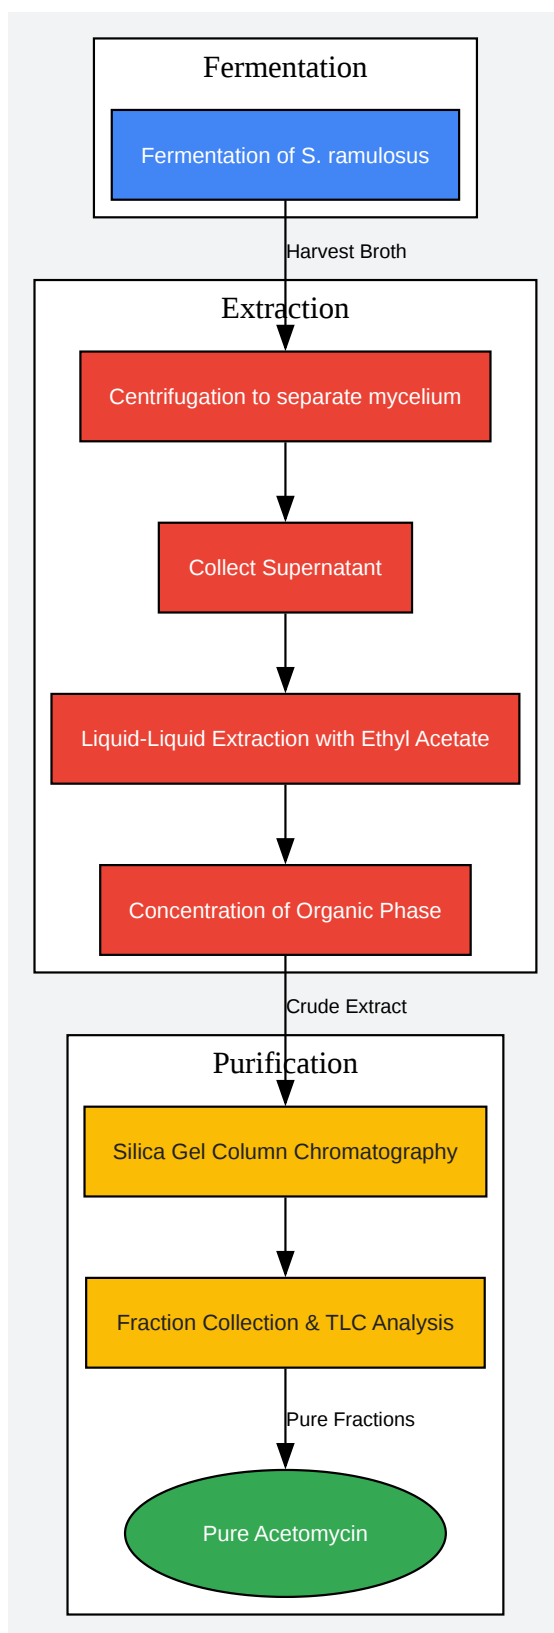 Fermentation
Fermentation of S. ramulosus
Harvest Broth
Extraction
Centrifugation to separate mycelium
Collect Supernatant
Liquid-Liquid Extraction with Ethyl Acetate
Concentration of Organic Phase
Crude Extract
Purification
Silica Gel Column Chromatography
Fraction Collection & TLC Analysis
Pure Fractions
Pure Acetomycin